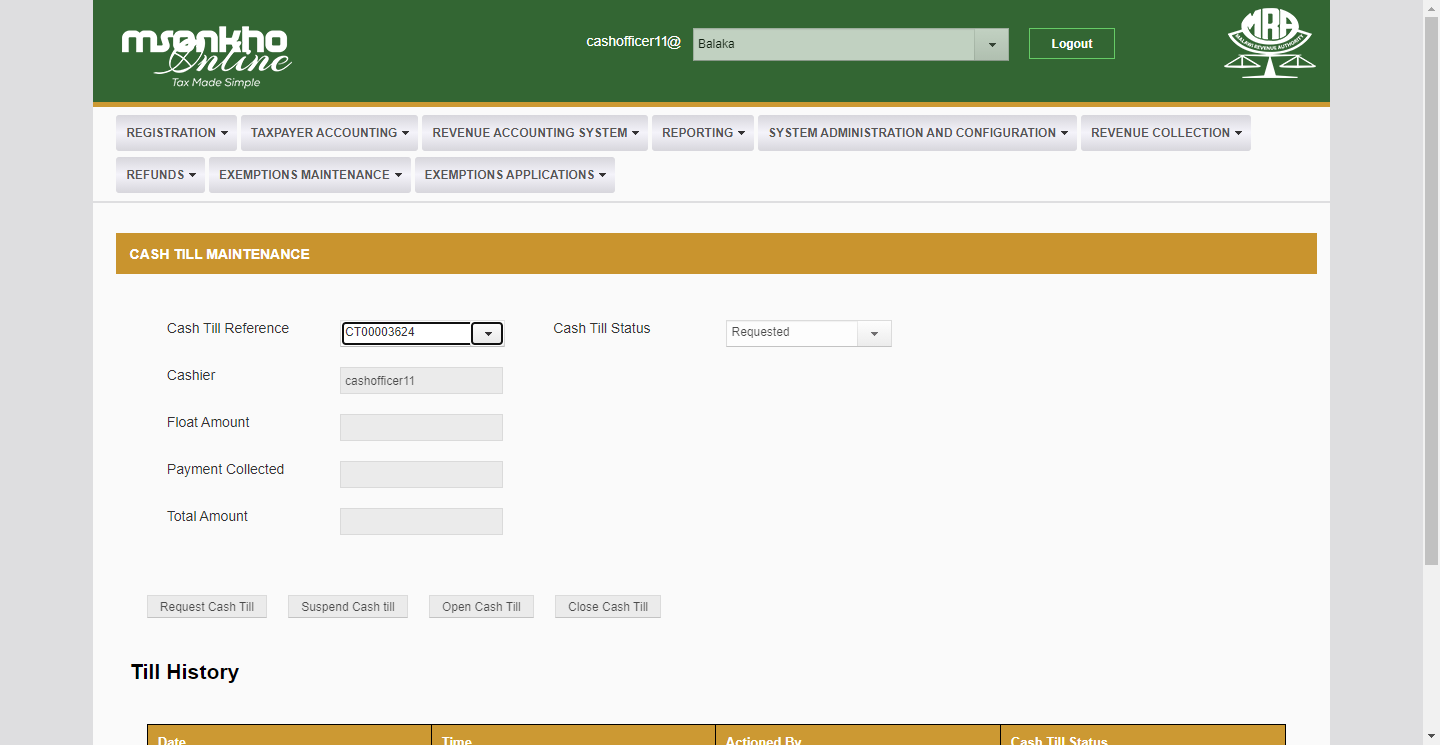 msonkho
Online
Tax Made Simple
cashofficer11@
Balaka
Logout
MRA
MALAWI REVENUE AUTHORITY
REGISTRATION
TAXPAYER ACCOUNTING
REVENUE ACCOUNTING SYSTEM
REPORTING
SYSTEM ADMINISTRATION AND CONFIGURATION
REVENUE COLLECTION
REFUNDS
EXEMPTIONS MAINTENANCE
EXEMPTIONS APPLICATIONS
CASH TILL MAINTENANCE
Cash Till Reference
CT00003624
Cash Till Status
Requested
Cashier
cashofficer11
Float Amount
Payment Collected
Total Amount
Request Cash Till
Suspend Cash till
Open Cash Till
Close Cash Till
Till History
Date
Time
Actioned By
Cash Till Status